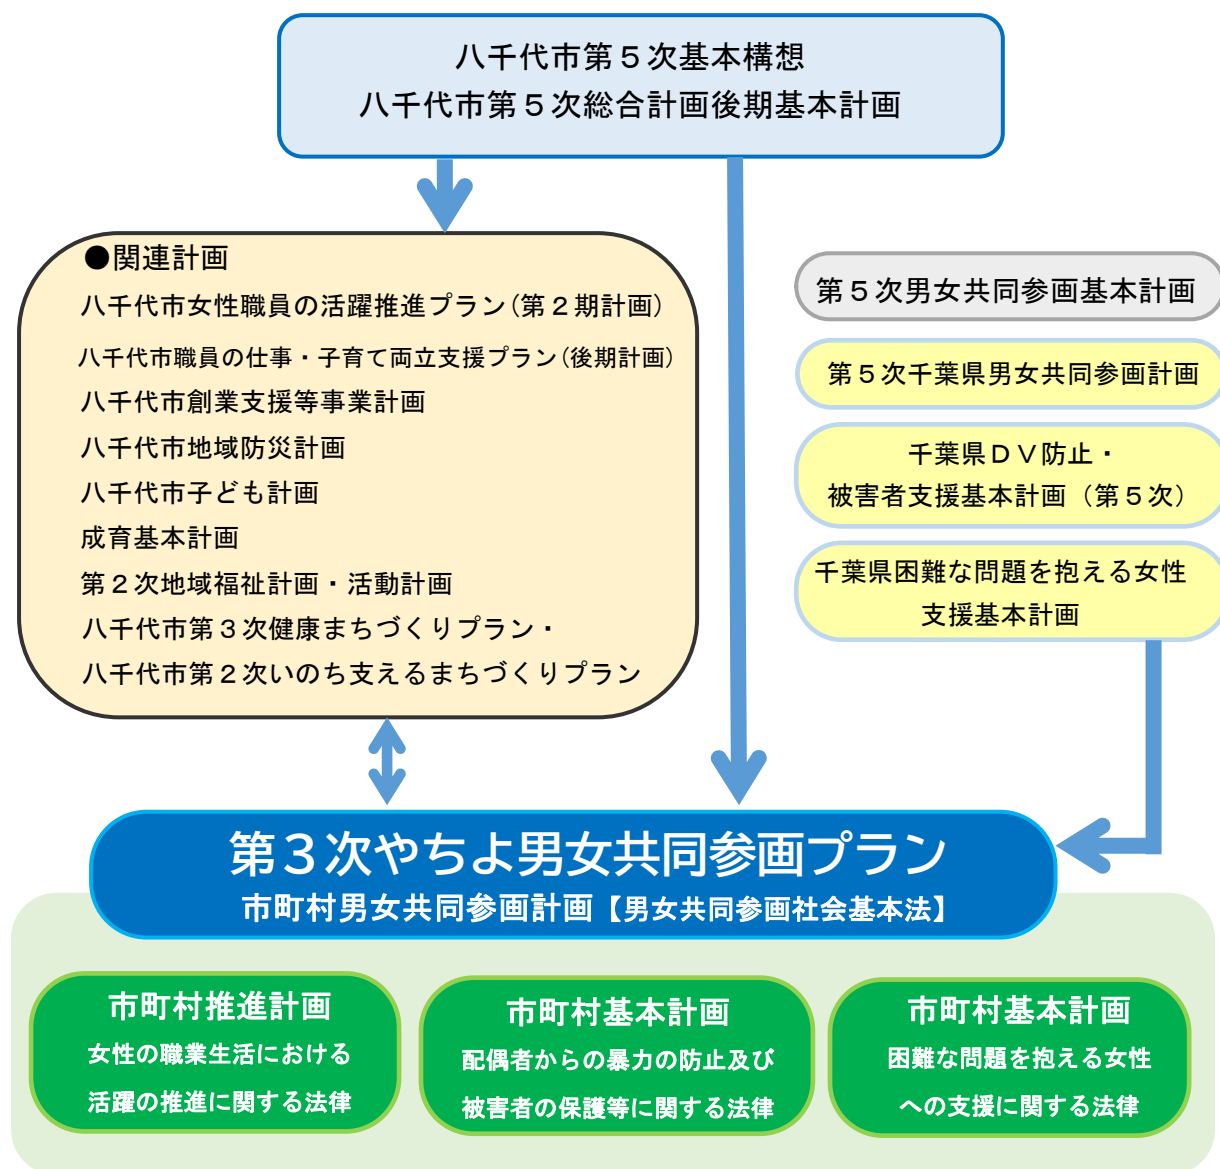 八千代市第５次基本構想
八千代市第５次総合計画後期基本計画
●関連計画
八千代市女性職員の活躍推進プラン(第２期計画)
八千代市職員の仕事・子育て両立支援プラン(後期計画)
八千代市創業支援等事業計画
八千代市地域防災計画
八千代市子ども計画
成育基本計画
第２次地域福祉計画・活動計画
八千代市第３次健康まちづくりプラン・
八千代市第２次いのち支えるまちづくりプラン
第５次男女共同参画基本計画
第５次千葉県男女共同参画計画
千葉県ＤＶ防止・
被害者支援基本計画（第５次）
千葉県困難な問題を抱える女性
支援基本計画
第３次やちよ男女共同参画プラン
市町村男女共同参画計画【男女共同参画社会基本法】
市町村推進計画
女性の職業生活における
活躍の推進に関する法律
市町村基本計画
配偶者からの暴力の防止及び
被害者の保護等に関する法律
市町村基本計画
困難な問題を抱える女性
への支援に関する法律